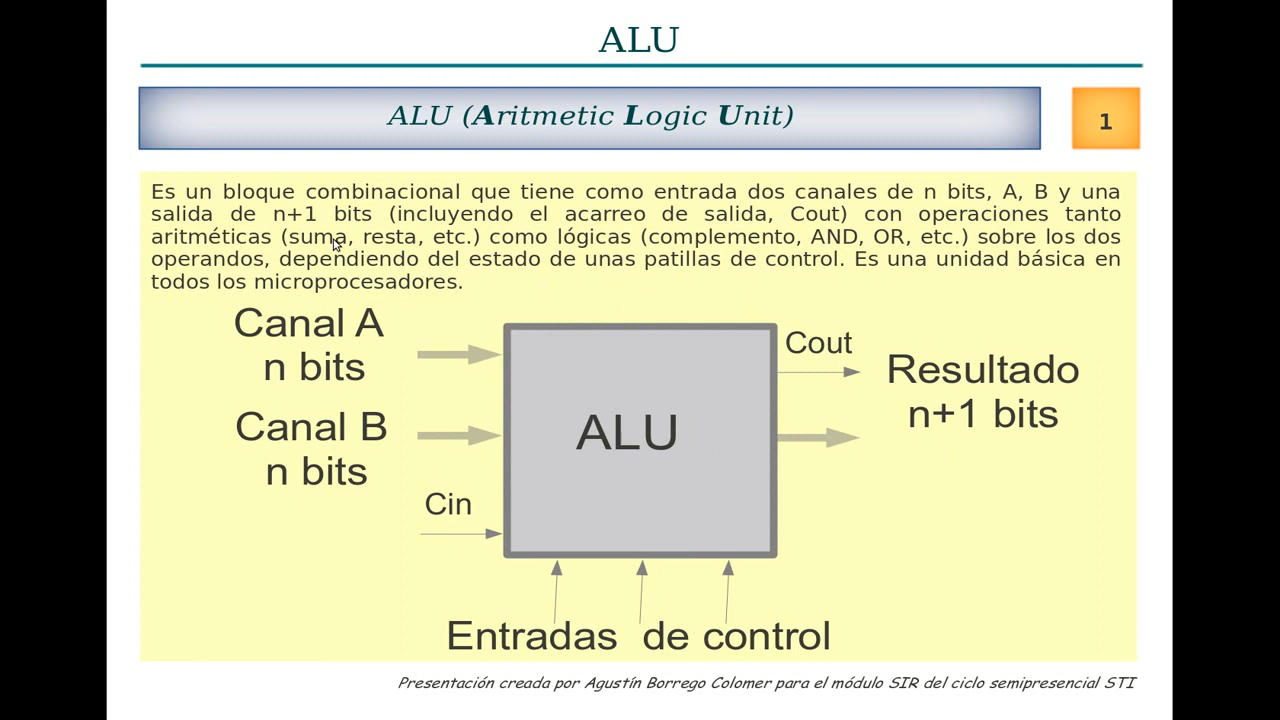 ALU
ALU (Aritmetic Logic Unit)
1
Es un bloque combinacional que tiene como entrada dos canales de n bits, A, B y una
salida de n+1 bits (incluyendo el acarreo de salida, Cout) con operaciones tanto
aritméticas (suma, resta, etc.) como lógicas (complemento, AND, OR, etc.) sobre los dos
operandos, dependiendo del estado de unas patillas de control. Es una unidad básica en
todos los microprocesadores.
Canal A
n bits
Canal B
n bits
Cin
ALU
Cout
Resultado
n+1 bits
Entradas de control
Presentación creada por Agustín Borrego Colomer para el módulo SIR del ciclo semipresencial STI